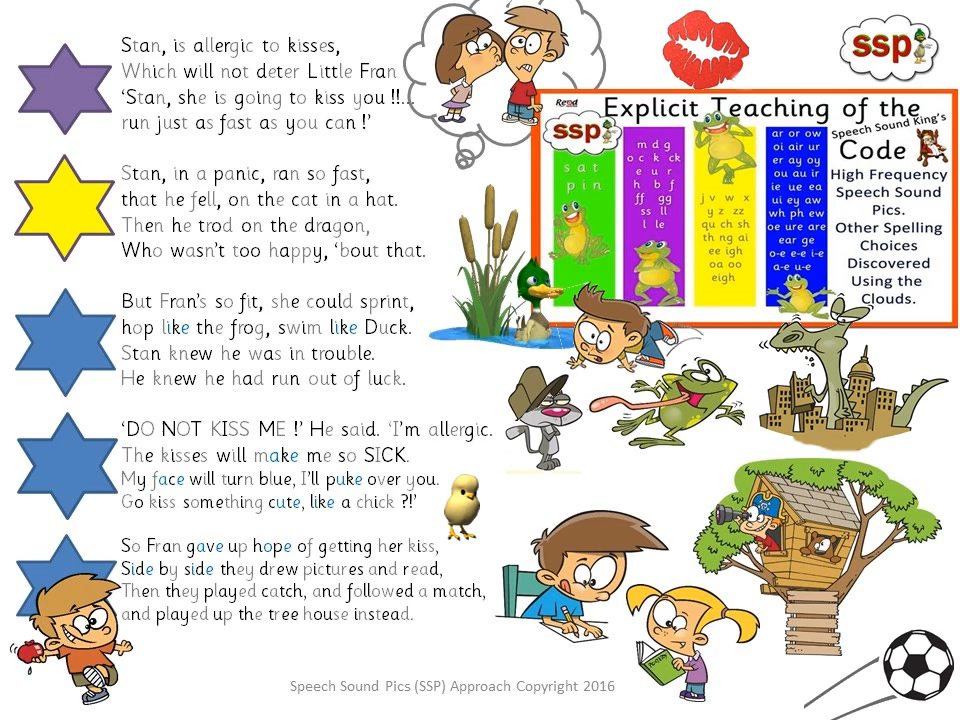 Stan, is allergic to kisses,
Which will not deter Little Fran
‘Stan, she is going to kiss you !!...
run just as fast as you can !’
Stan, in a panic, ran so fast,
that he fell, on the cat in a hat.
Then he trod on the dragon,
Who wasn’t too happy, ‘bout that.
But Fran’s so fit, she could sprint,
hop like the frog, swim like Duck.
Stan knew he was in trouble.
He knew he had run out of luck.
‘DO NOT KISS ME !’ He said. ‘I’m allergic.
The kisses will make me so SICK.
My face will turn blue, I’ll puke over you.
Go kiss something cute, like a chick ?!’
So Fran gave up hope of getting her kiss,
Side by side they drew pictures and read,
Then they played catch, and followed a match,
and played up the tree house instead.
ssp
Read
Explicit Teaching of the
ssp
Speech Sound King’s
Code
s a t
p i n
m d g
o c k ck
e u r
h b f
ff gg
ss ll
l le
j v w x
y z zz
qu ch sh
th ng ai
ee igh
oa oo
eigh
ar or ow
oi air ur
er ay oy
ou au ir
ie ue ea
ui ey aw
wh ph ew
oe ure are
ear ge
o-e e-e i-e
a-e u-e
High Frequency
Speech Sound
Pics.
Other Spelling
Choices
Discovered
Using the
Clouds.
POETRY
Speech Sound Pics (SSP) Approach Copyright 2016